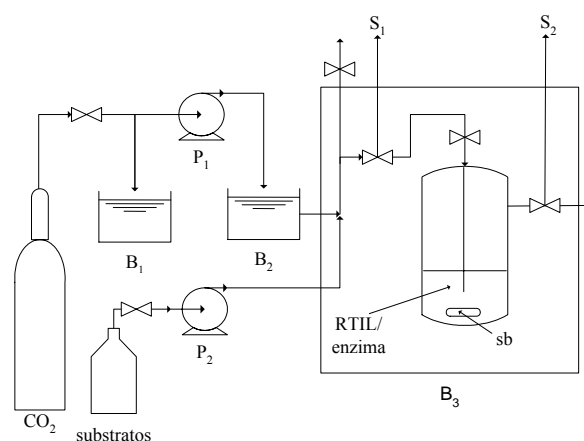 S1
S2
P1
B1
B2
P2
RTIL/
enzima
sb
CO2
substratos
B3